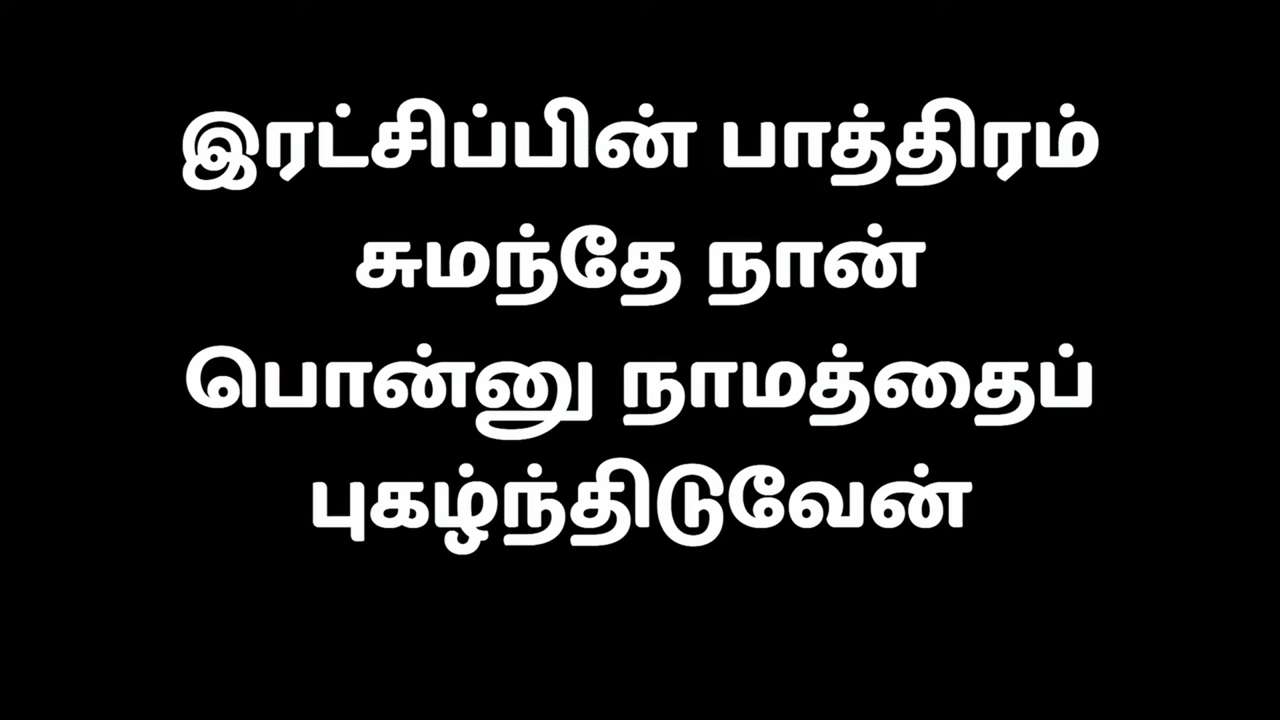 இரட்சிப்பின் பாத்திரம்
சுமந்தே நான்
பொன்னு நாமத்தைப்
புகழ்ந்திடுவேன்